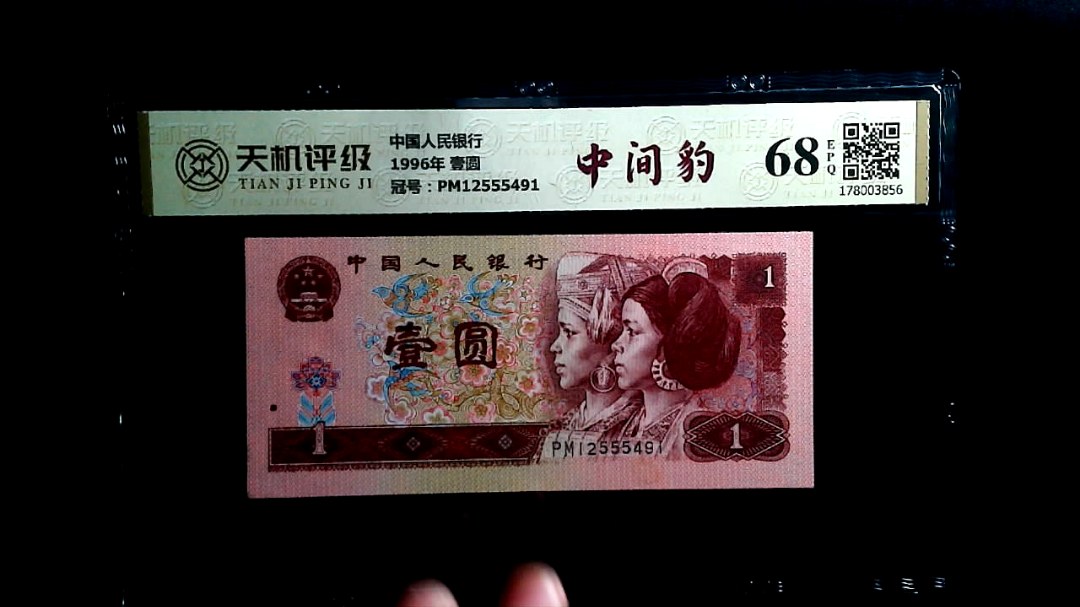 天机评级
TIAN JI PING JI
中国人民银行
1996年 壹圆
冠号：PM12555491
中间豹
68
EPQ
178003856
中国人民银行
1
壹圆
1
PM12555491
1